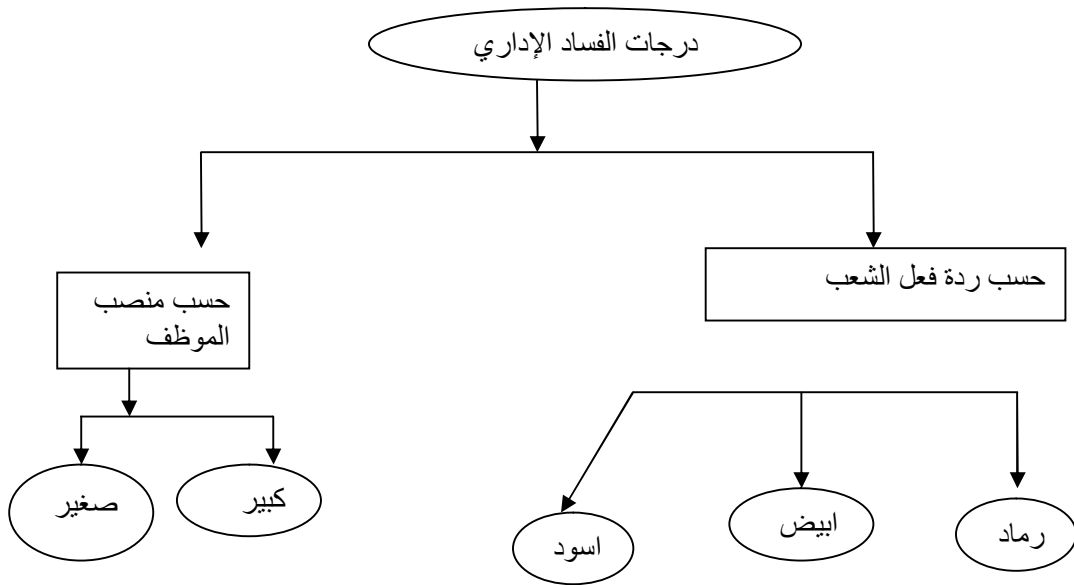 درجات الفساد الإداري
حسب ردة فعل الشعب
حسب منصب
الموظف
رماد
ابيض
اسود
كبير
صغير